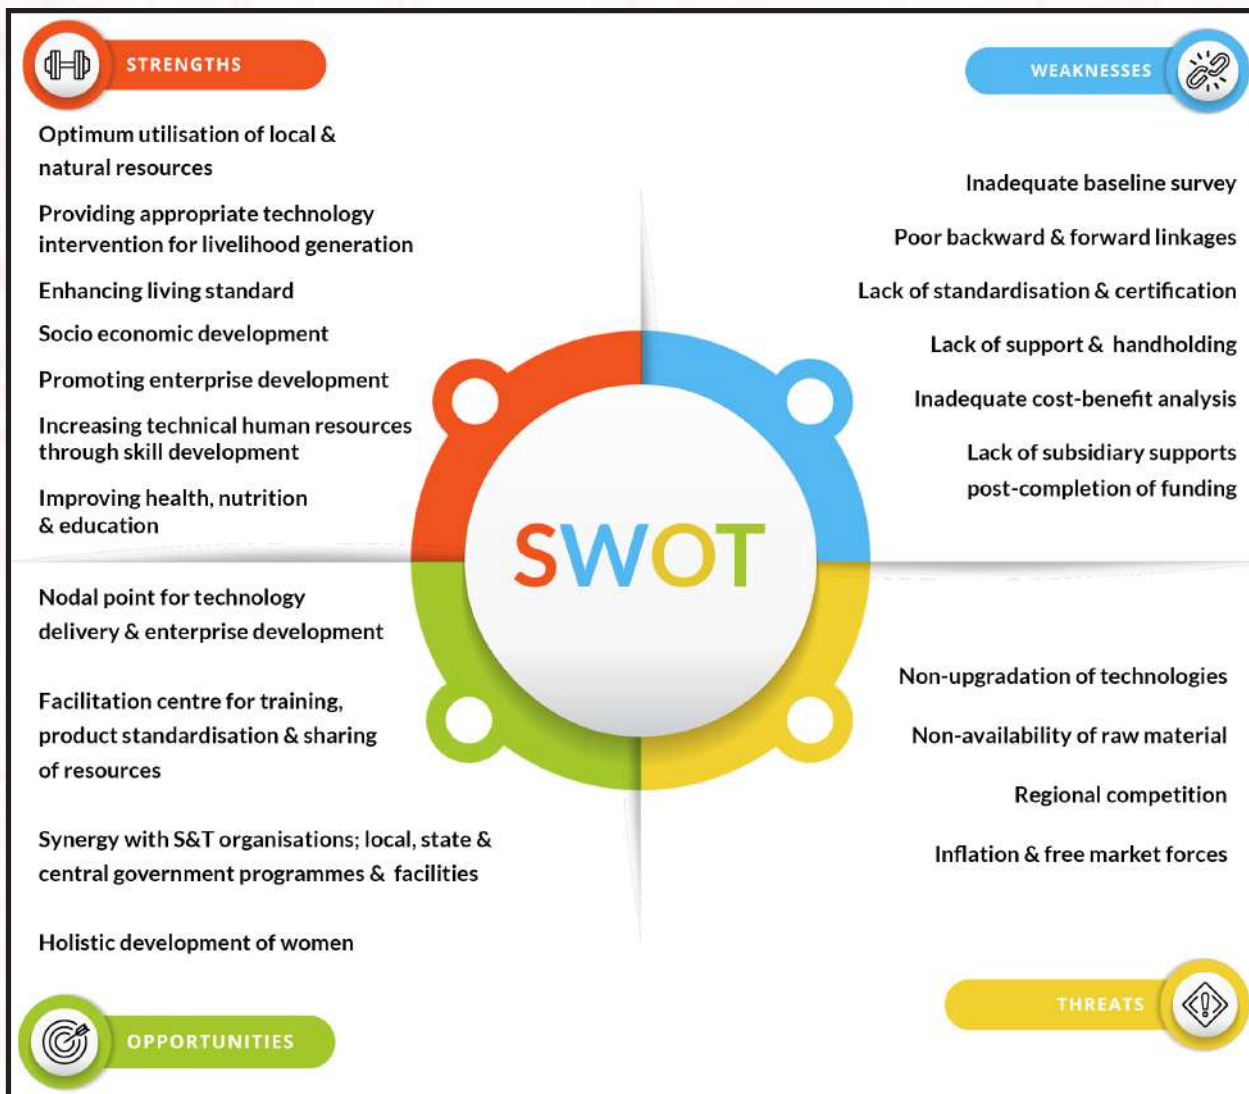 STRENGTHS
Optimum utilisation of local &
natural resources
Providing appropriate technology
intervention for livelihood generation
Enhancing living standard
Socio economic development
Promoting enterprise development
Increasing technical human resources
through skill development
Improving health, nutrition
& education
WEAKNESSES
Inadequate baseline survey
Poor backward & forward linkages
Lack of standardisation & certification
Lack of support & handholding
Inadequate cost-benefit analysis
Lack of subsidiary supports
post-completion of funding
SWOT
Nodal point for technology
delivery & enterprise development
Facilitation centre for training,
product standardisation & sharing
of resources
Synergy with S&T organisations; local, state &
central government programmes & facilities
Holistic development of women
OPPORTUNITIES
Non-upgradation of technologies
Non-availability of raw material
Regional competition
Inflation & free market forces
THREATS